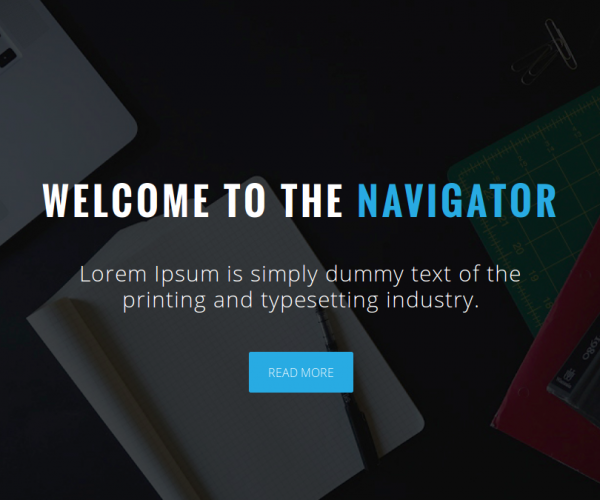 WELCOME TO THE NAVIGATOR
Lorem Ipsum is simply dummy text of the
printing and typesetting industry.
READ MORE